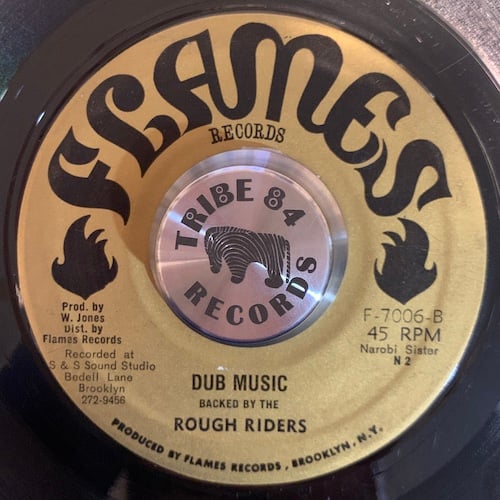 FLAMES
RECORDS
TRIBE 84
RECORDS
Prod. by
W. Jones
Dist. by
Flames Records
Recorded at
S & S Sound Studio
Bedell Lane
Brooklyn
272-9456
F-7006-B
45 RPM
Narobi Sister
N 2
DUB MUSIC
BACKED BY THE
ROUGH RIDERS
PRODUCED BY FLAMES RECORDS, BROOKLYN, N.Y.